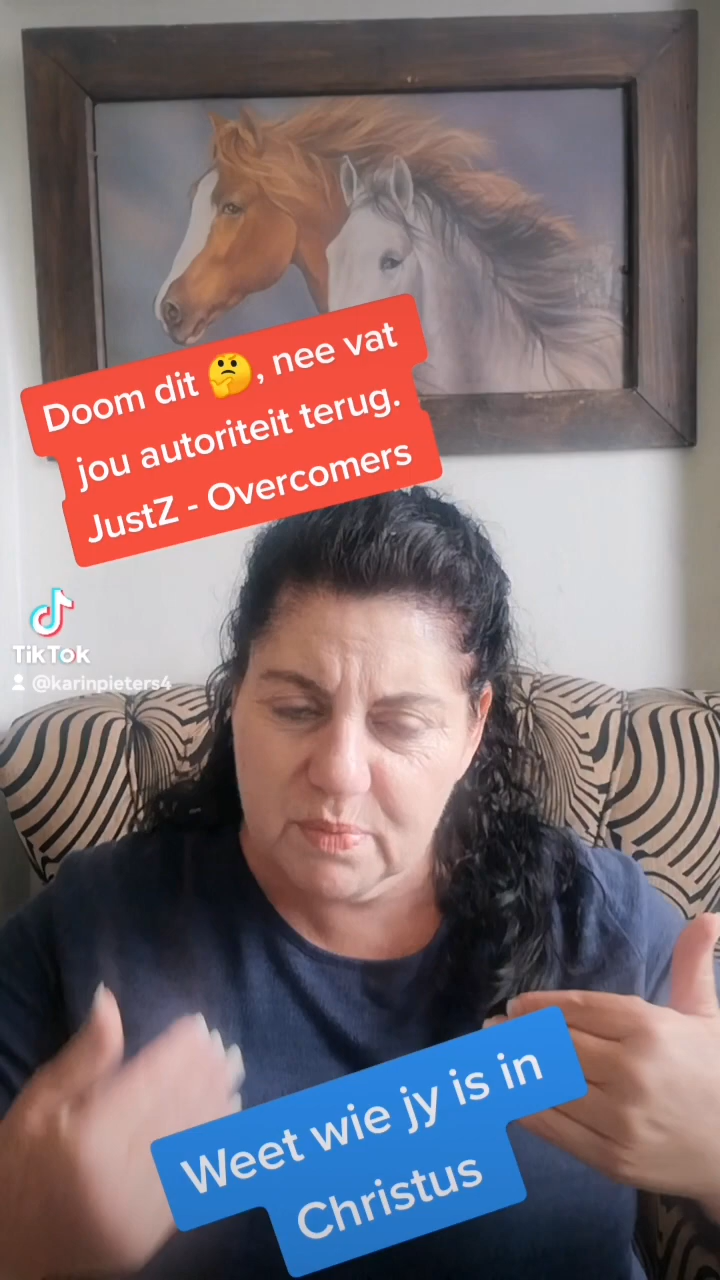 Doom dit 🤔, nee vat
jou autoriteit terug.
JustZ - Overcomers
TikTok
@karinpieters4
Weet wie jy is in
Christus